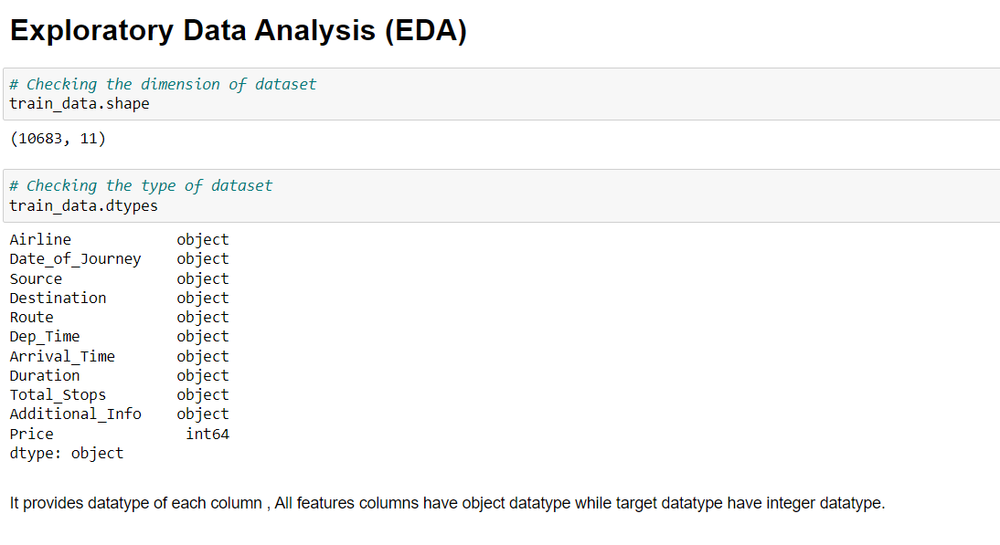 Exploratory Data Analysis (EDA)
# Checking the dimension of dataset
train_data.shape
(10683, 11)
# Checking the type of dataset
train_data.dtypes
Airline object
Date_of_Journey object
Source object
Destination object
Route object
Dep_Time object
Arrival_Time object
Duration object
Total_Stops object
Additional_Info object
Price int64
dtype: object
It provides datatype of each column , All features columns have object datatype while target datatype have integer datatype.